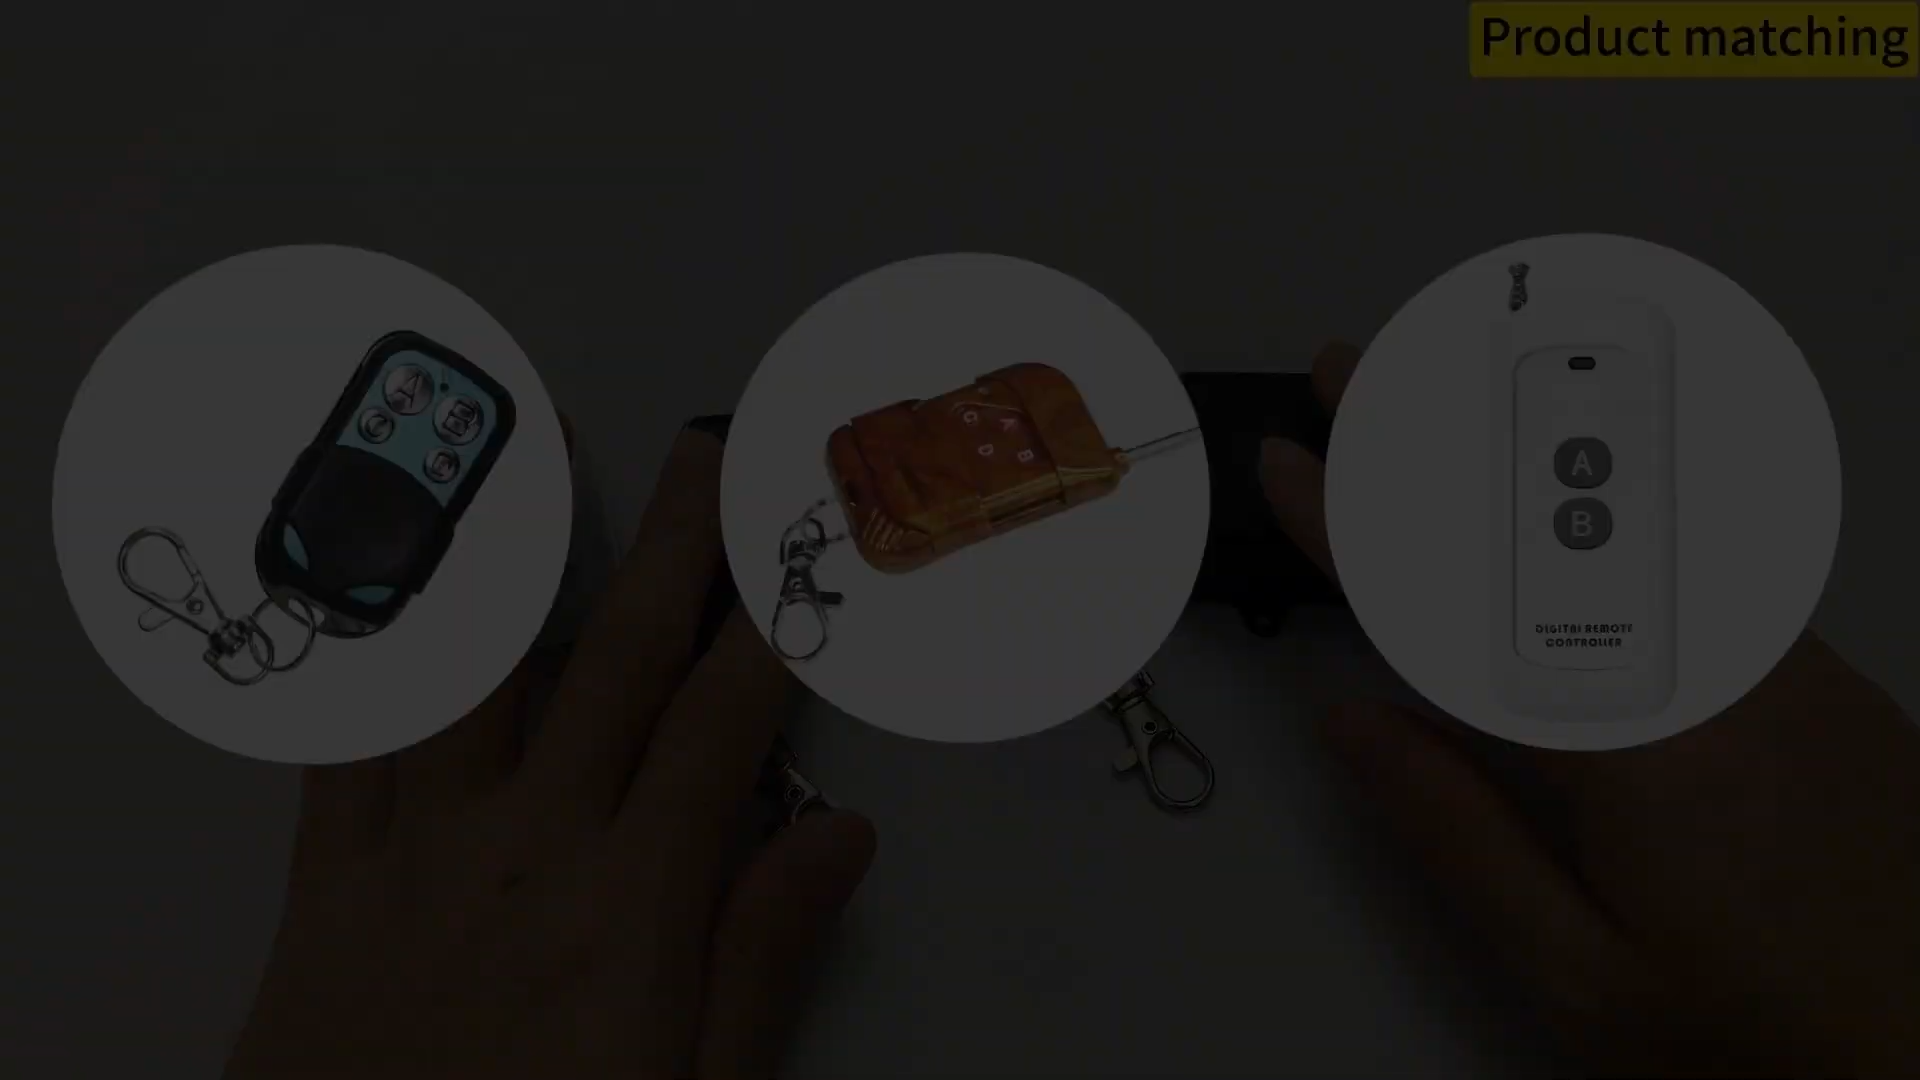 Product matching
A
B
C
D
C
A
D
B
A
B
DIGITAL REMOTE
CONTROLLER